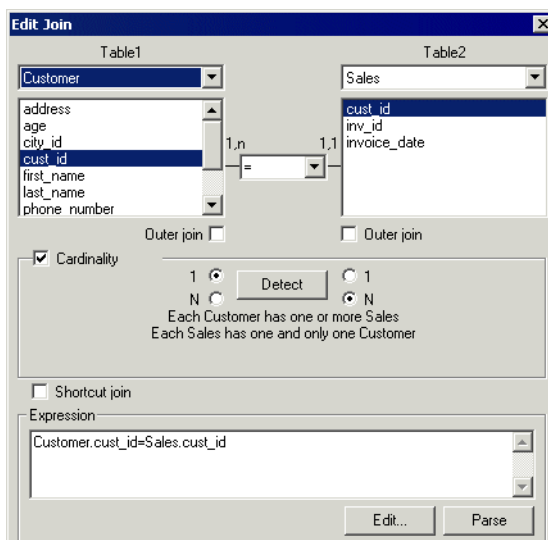 Edit Join
Table1
Table2
Customer
Sales
address
age
city_id
cust_id
first_name
last_name
phone_number
1,n
=
1,1
cust_id
inv_id
invoice_date
Outer join
Outer join
Cardinality
1
Detect
1
N
N
Each Customer has one or more Sales
Each Sales has one and only one Customer
Shortcut join
Expression
Customer.cust_id=Sales.cust_id
Edit...
Parse